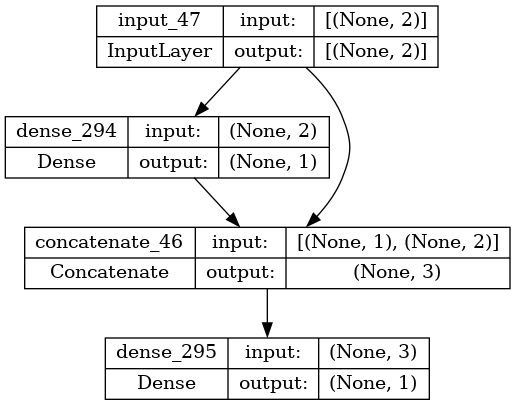 input_47 input: [(None, 2)]
InputLayer output: [(None, 2)]
dense_294 input: (None, 2)
Dense output: (None, 1)
concatenate_46 input: [(None, 1), (None, 2)]
Concatenate output: (None, 3)
dense_295 input: (None, 3)
Dense output: (None, 1)